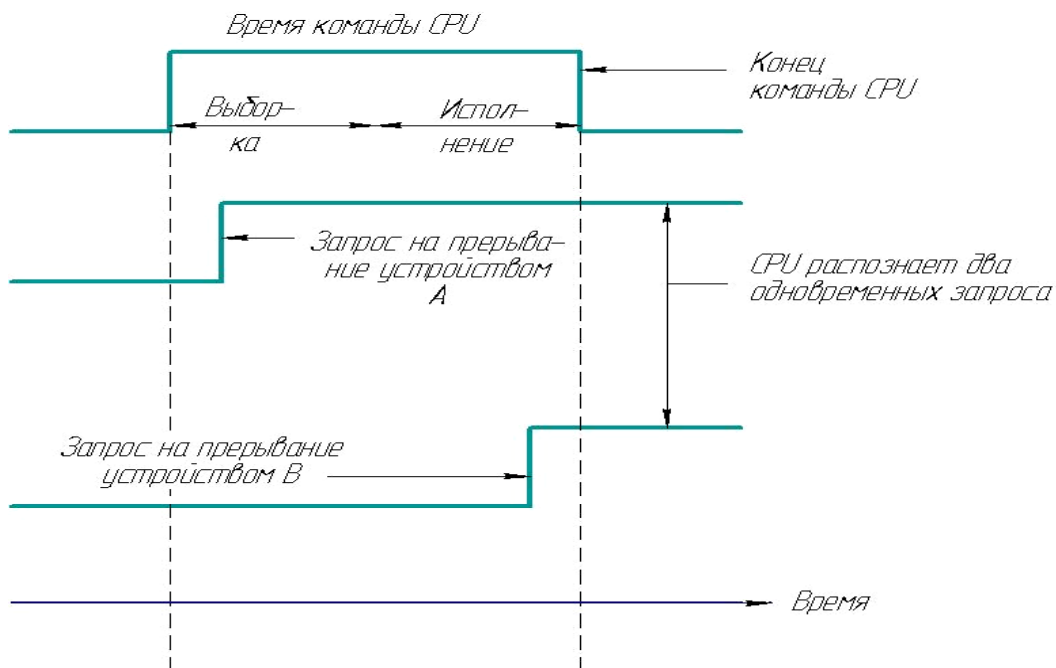 Время команды CPU
Конец
команды CPU
Выбор-
ка
Испол-
нение
Запрос на прерыва-
ние устройством
А
CPU распознает два
одновременных запроса
Запрос на прерывание
устройством В
Время